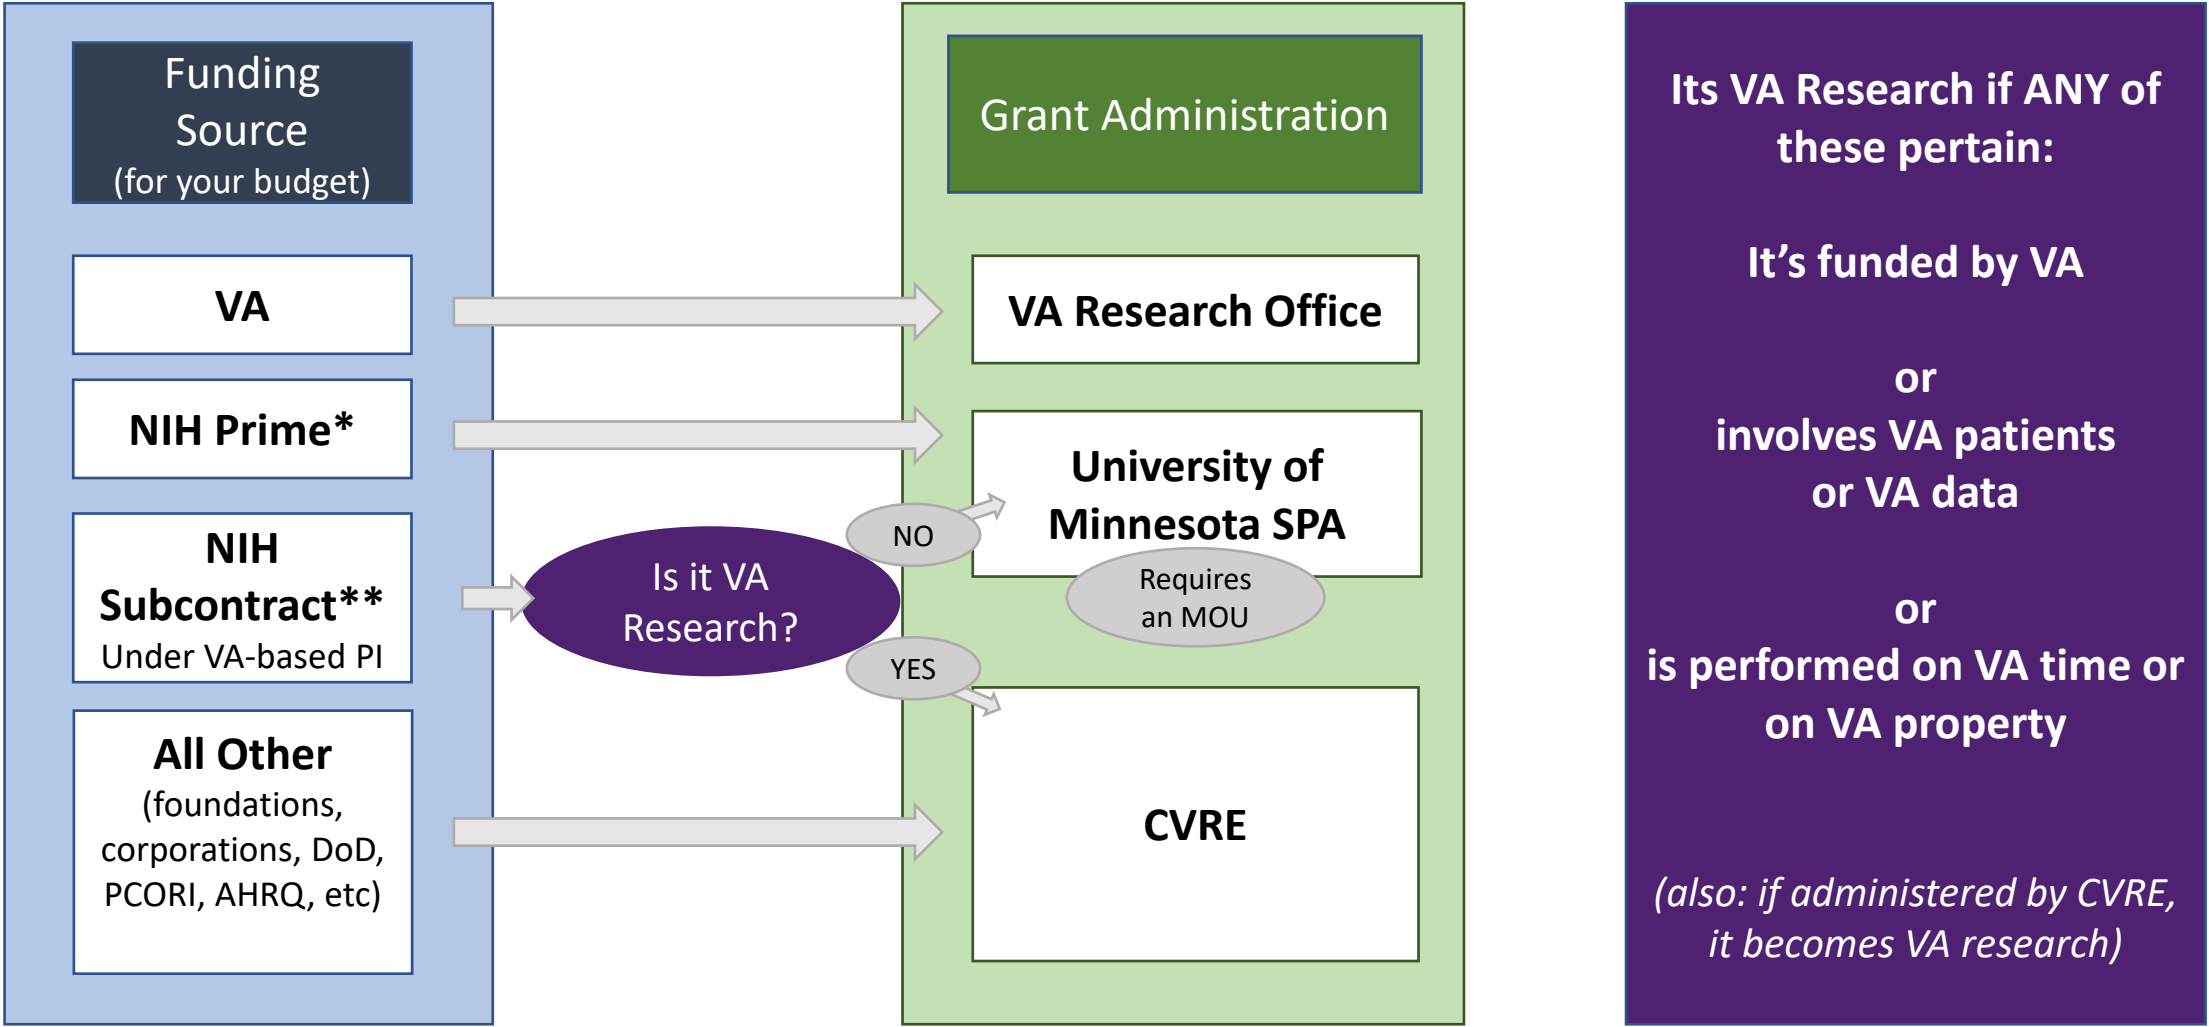 Funding
Source
(for your budget)
VA
NIH Prime*
NIH
Subcontract**
Under VA-based PI
All Other
(foundations,
corporations, DoD,
PCORI, AHRQ, etc)
Is it VA
Research?
NO
YES
Grant Administration
VA Research Office
University of
Minnesota SPA
Requires
an MOU
CVRE
Its VA Research if ANY of
these pertain:
It’s funded by VA
or
involves VA patients
or VA data
or
is performed on VA time or
on VA property
(also: if administered by CVRE,
it becomes VA research)